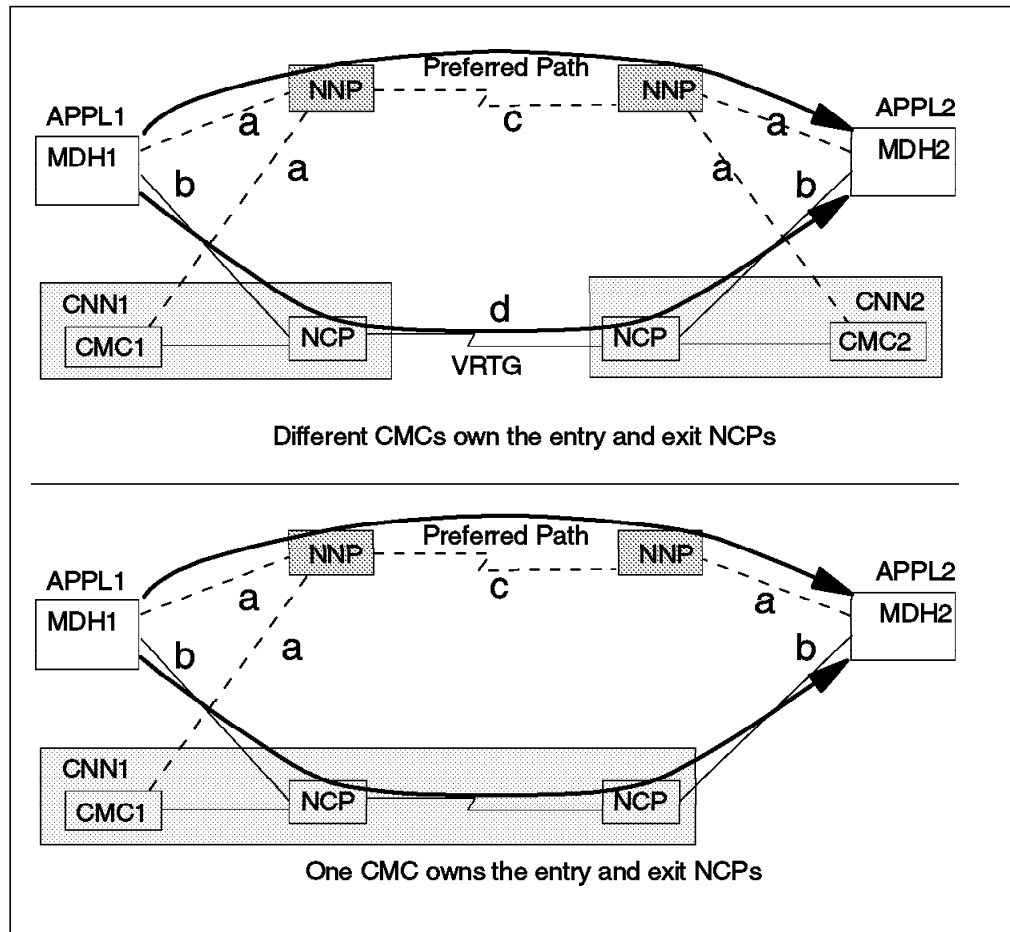 Preferred Path
NNP
NNP
APPL1
a
c
a
APPL2
MDH1
MDH2
a
a
b
b
CNN1
d
CNN2
CMC1
NCP
NCP
CMC2
VRTG
Different CMCs own the entry and exit NCPs
Preferred Path
NNP
NNP
APPL1
a
c
a
APPL2
MDH1
MDH2
b
a
b
CNN1
CMC1
NCP
NCP
One CMC owns the entry and exit NCPs